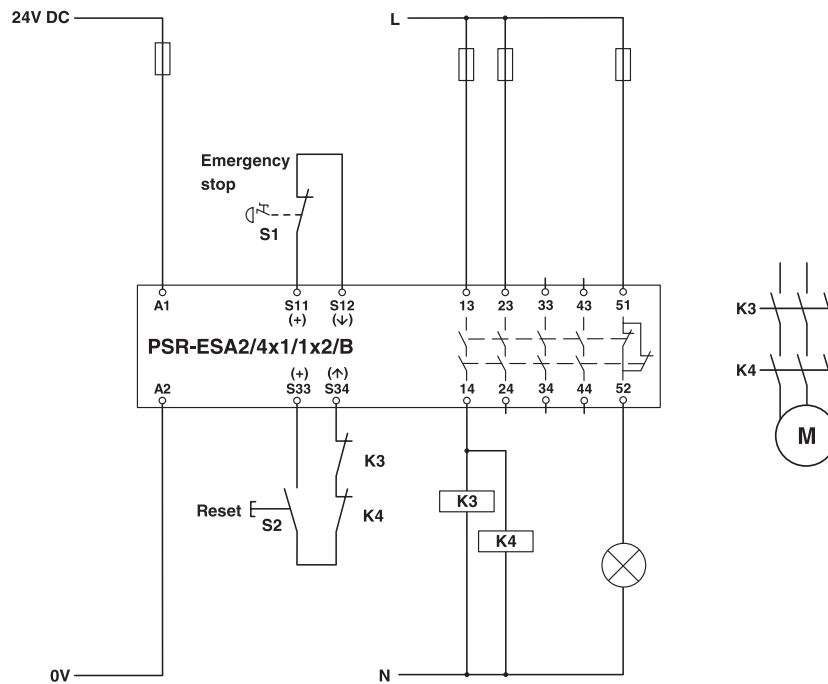 24V DC
L
Emergency
stop
S1
A1
S11
S12
13
23
33
43
51
(+)
(↓)
PSR-ESA2/4x1/1x2/B
(+)
(↑)
A2
S33
S34
14
24
34
44
52
K3
K4
M
K3
K4
Reset
S2
K3
K4
0V
N